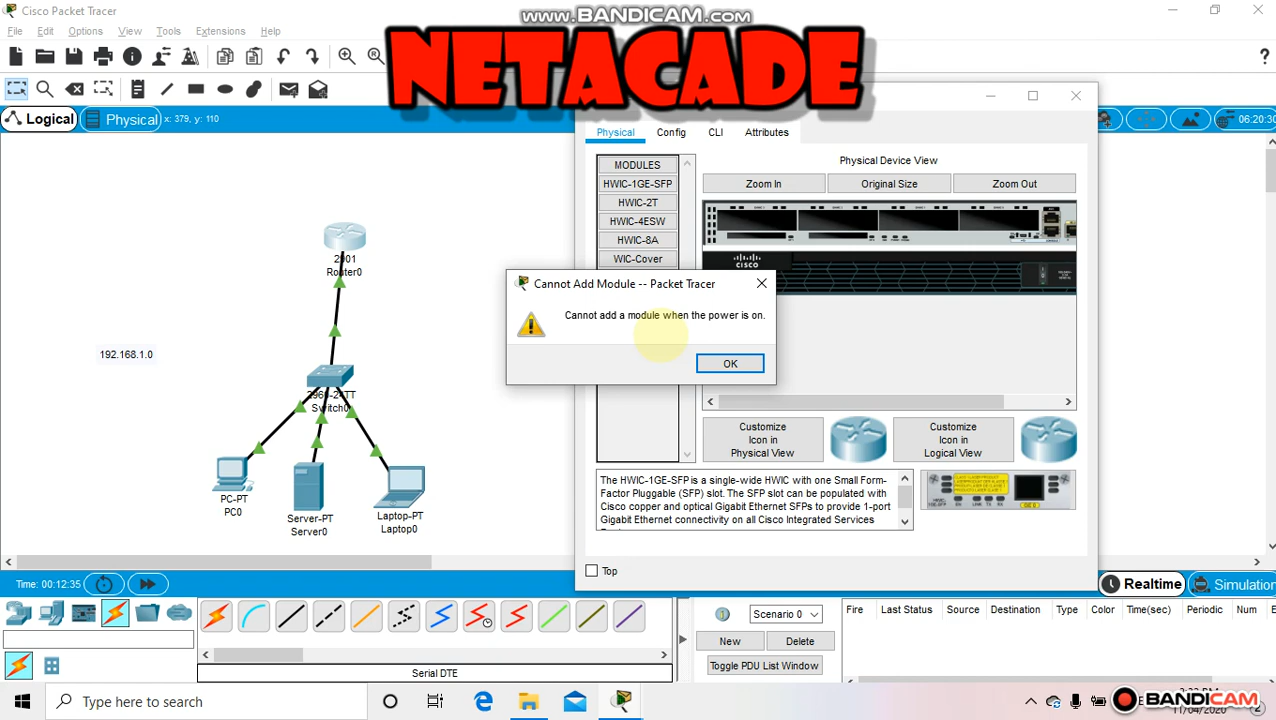 Cisco Packet Tracer
www.BANDICAM.com
File Edit Options View Tools Extensions Help
NETACADE
?
Logical
Physical
x: 379, y: 110
06:20:30
Physical Config CLI Attributes
MODULES
HWIC-1GE-SFP
HWIC-2T
HWIC-4ESW
HWIC-8A
WIC-Cover
Physical Device View
Zoom In
Original Size
Zoom Out
CISCO
Cannot Add Module -- Packet Tracer
Cannot add a module when the power is on.
OK
2901
Router0
192.168.1.0
2960-24TT
Switch0
PC-PT
PC0
Server-PT
Server0
Laptop-PT
Laptop0
Customize
Icon in
Physical View
Customize
Icon in
Logical View
The HWIC-1GE-SFP is a single-wide HWIC with one Small Form-
Factor Pluggable (SFP) slot. The SFP slot can be populated with
Cisco copper and optical Gigabit Ethernet SFPs to provide 1-port
Gigabit Ethernet connectivity on all Cisco Integrated Services
Top
Time: 00:12:35
Realtime
Simulation
Scenario 0
New
Delete
Toggle PDU List Window
Fire Last Status Source Destination Type Color Time(sec) Periodic Num
Serial DTE
Type here to search
BANDICAM
11/04/2020